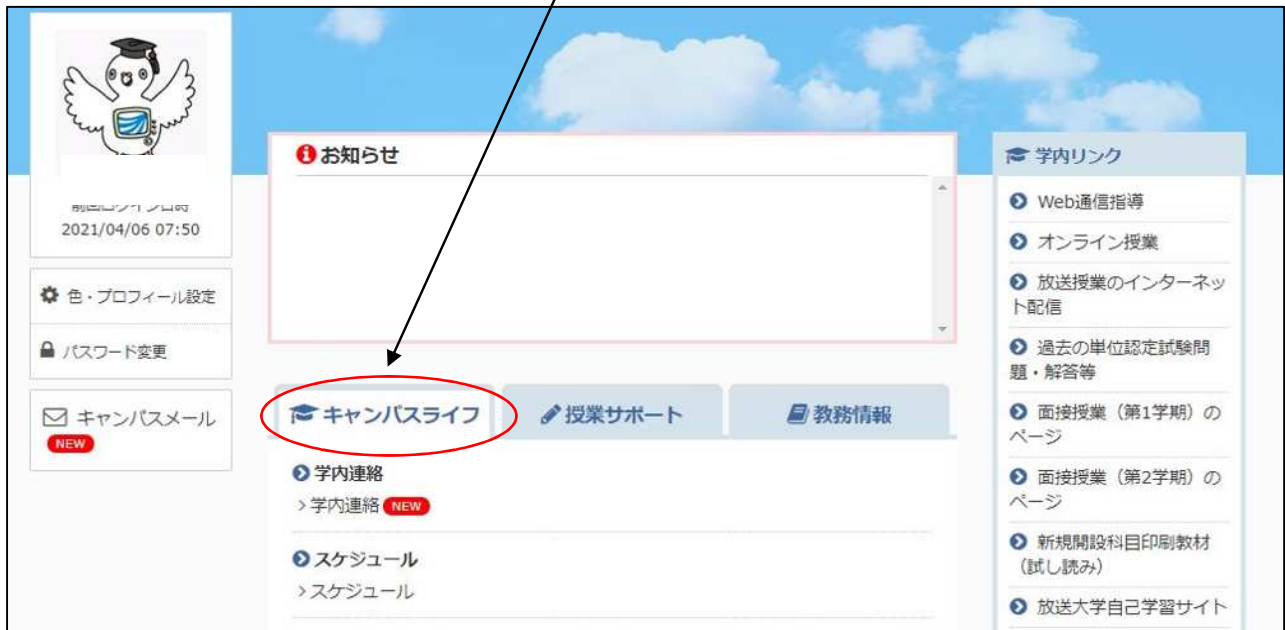 2021/04/06 07:50
色・プロフィール設定
パスワード変更
キャンパスメール
NEW
お知らせ
キャンパスライフ
授業サポート
教務情報
学内連絡
>学内連絡 NEW
スケジュール
>スケジュール
学内リンク
Web通信指導
オンライン授業
放送授業のインターネッ
ト配信
過去の単位認定試験問
題・解答等
面接授業（第1学期）の
ページ
面接授業（第2学期）の
ページ
新規開設科目印刷教材
（試し読み）
放送大学自己学習サイト